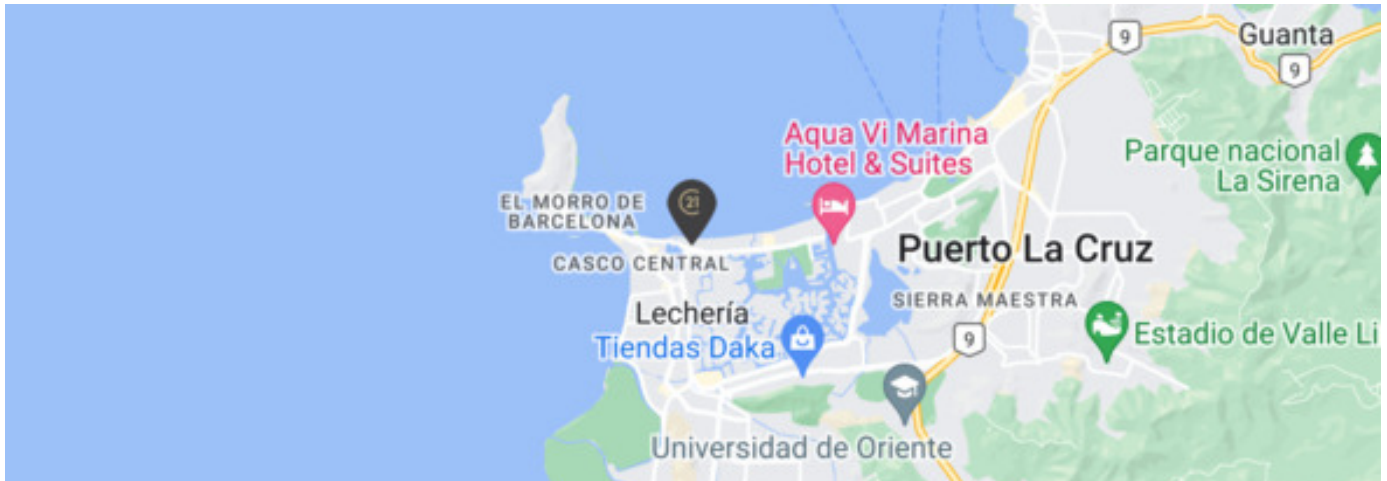 9
Guanta
9
Aqua Vi Marina
Hotel & Suites
Parque nacional
La Sirena
EL MORRO DE
BARCELONA
21
CASCO CENTRAL
Puerto La Cruz
SIERRA MAESTRA
Lechería
Tiendas Daka
9
Estadio de Valle Li
Universidad de Oriente